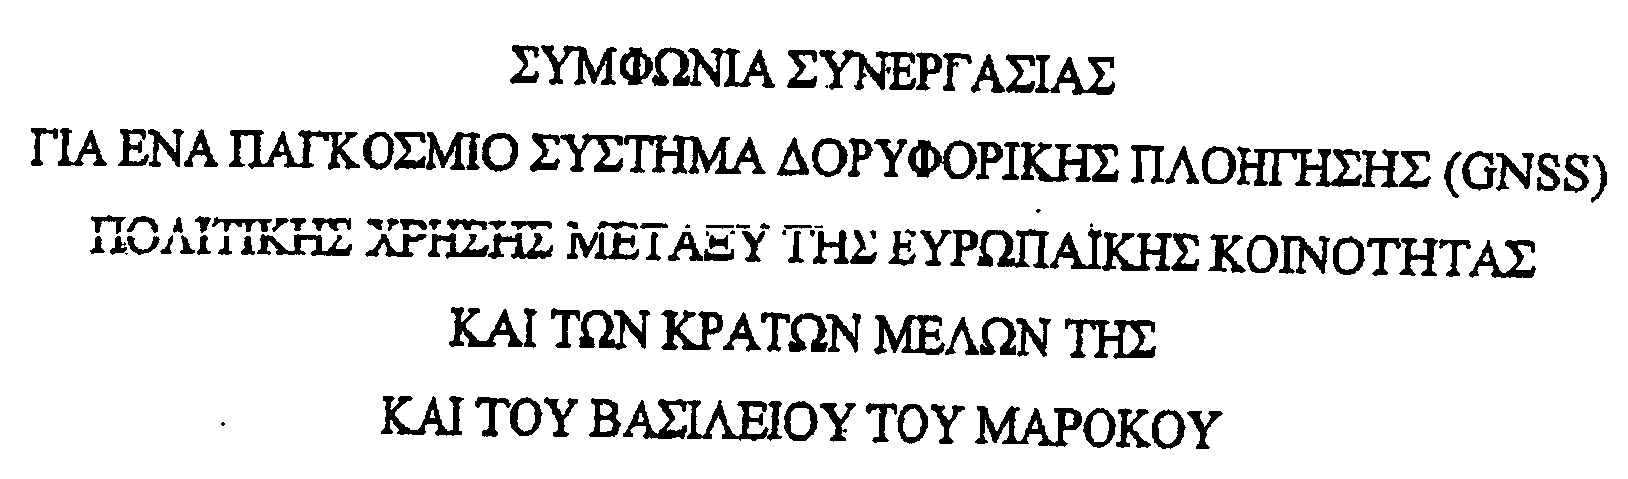 ΣΥΜΦΩΝΙΑ ΣΥΝΕΡΓΑΣΙΑΣ
ΓΙΑ ΕΝΑ ΠΑΓΚΟΣΜΙΟ ΣΥΣΤΗΜΑ ΔΟΡΥΦΟΡΙΚΗΣ ΠΛΟΗΓΗΣΗΣ (GNSS)
ΠΟΛΙΤΙΚΗΣ ΧΡΗΣΗΣ ΜΕΤΑΞΥ ΤΗΣ ΕΥΡΩΠΑΪΚΗΣ ΚΟΙΝΟΤΗΤΑΣ
ΚΑΙ ΤΩΝ ΚΡΑΤΩΝ ΜΕΛΩΝ ΤΗΣ
ΚΑΙ ΤΟΥ ΒΑΣΙΛΕΙΟΥ ΤΟΥ ΜΑΡΟΚΟΥ